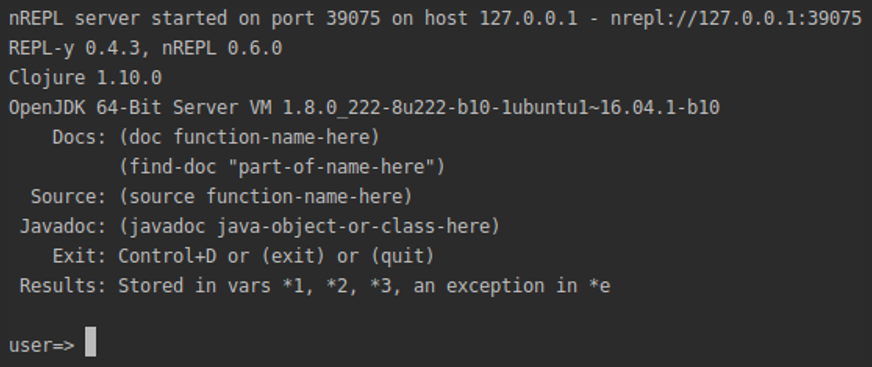 nREPL server started on port 39075 on host 127.0.0.1 - nrepl://127.0.0.1:39075
REPL-y 0.4.3, nREPL 0.6.0
Clojure 1.10.0
OpenJDK 64-Bit Server VM 1.8.0_222-8u222-b10-1ubuntu1~16.04.1-b10
Docs: (doc function-name-here)
(find-doc "part-of-name-here")
Source: (source function-name-here)
Javadoc: (javadoc java-object-or-class-here)
Exit: Control+D or (exit) or (quit)
Results: Stored in vars *1, *2, *3, an exception in *e
user=>